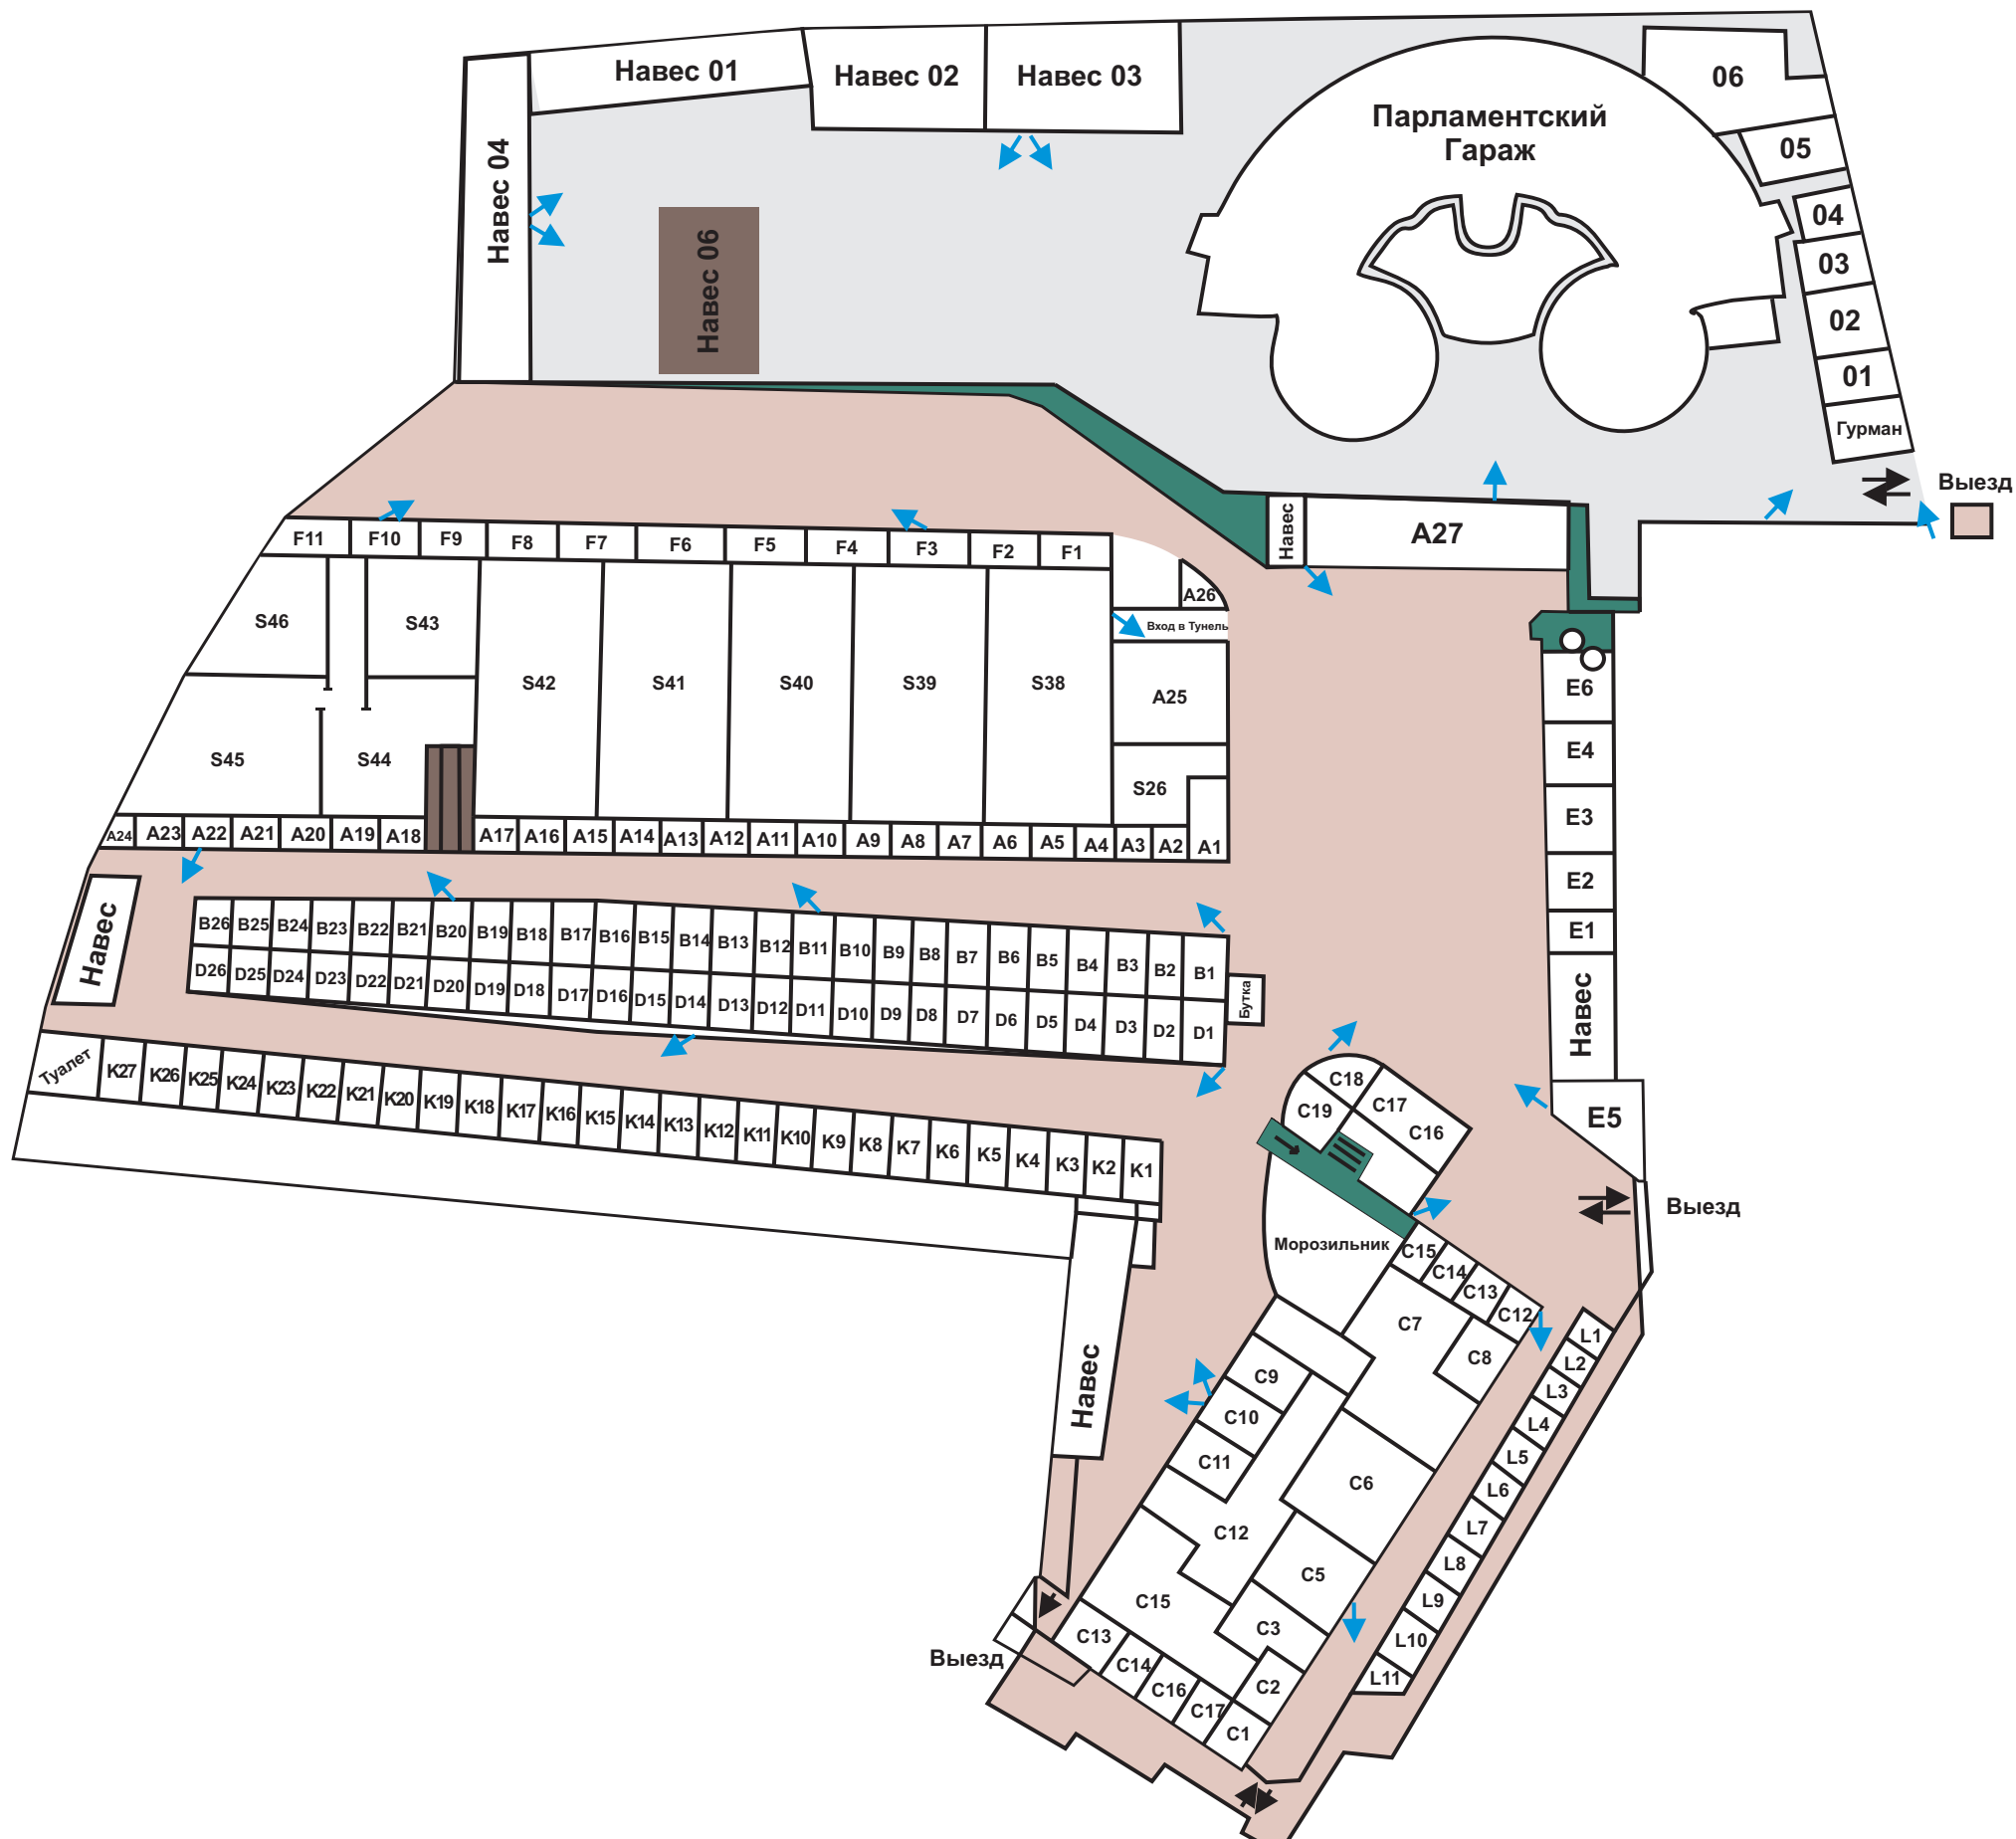 Навес 01
Навес 02
Навес 03
Навес 04
Навес 06
Парламентский
Гараж
06
05
04
03
02
01
Гурман
Выезд
Навес
A27
F11
F10
F9
F8
F7
F6
F5
F4
F3
F2
F1
A26
Вход в Тунель
S46
S43
S42
S41
S40
S39
S38
A25
S45
S44
S26
E6
E4
E3
E2
E1
Навес
E5
A24
A23
A22
A21
A20
A19
A18
A17
A16
A15
A14
A13
A12
A11
A10
A9
A8
A7
A6
A5
A4
A3
A2
A1
Навес
B26
B25
B24
B23
B22
B21
B20
B19
B18
B17
B16
B15
B14
B13
B12
B11
B10
B9
B8
B7
B6
B5
B4
B3
B2
B1
D26
D25
D24
D23
D22
D21
D20
D19
D18
D17
D16
D15
D14
D13
D12
D11
D10
D9
D8
D7
D6
D5
D4
D3
D2
D1
Бутка
Туалет
K27
K26
K25
K24
K23
K22
K21
K20
K19
K18
K17
K16
K15
K14
K13
K12
K11
K10
K9
K8
K7
K6
K5
K4
K3
K2
K1
C18
C19
C17
C16
Выезд
Морозильник
C15
C14
C13
C12
C7
C8
Навес
C9
C10
C11
C6
C12
C5
C15
C3
C13
C14
C16
C17
C2
C1
L1
L2
L3
L4
L5
L6
L7
L8
L9
L10
L11
Выезд